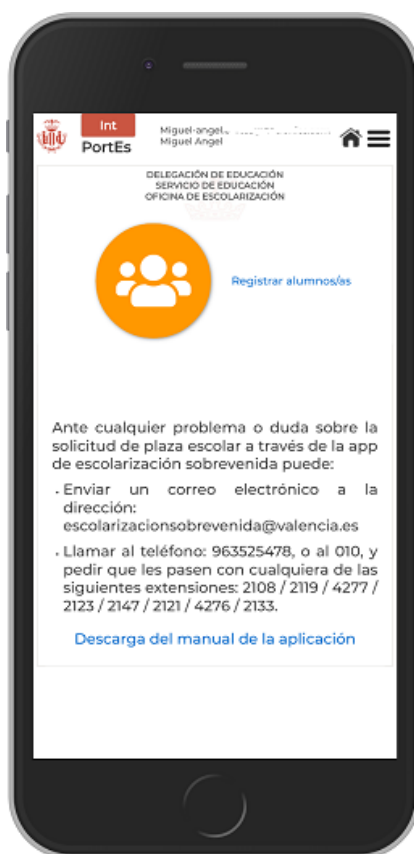 Int
PortEs
Miguel-angel.
Miguel Angel
DELEGACIÓN DE EDUCACIÓN
SERVICIO DE EDUCACIÓN
OFICINA DE ESCOLARIZACIÓN
Registrar alumnos/as
Ante cualquier problema o duda sobre la
solicitud de plaza escolar a través de la app
de escolarización sobrevenida puede:
• Enviar un correo electrónico a la
dirección:
escolarizacionsobrevenida@valencia.es
• Llamar al teléfono: 963525478, o al 010, y
pedir que les pasen con cualquiera de las
siguientes extensiones: 2108 / 2119 / 4277 /
2123 / 2147 / 2121 / 4276 / 2133.
Descarga del manual de la aplicación